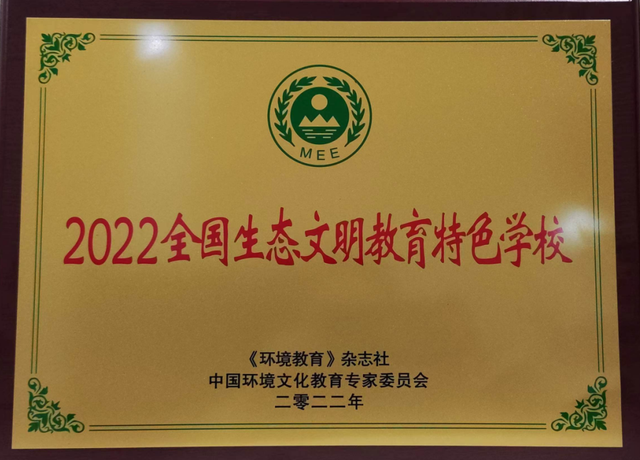 MEE
2022全国生态文明教育特色学校
《环境教育》杂志社
中国环境文化教育专家委员会
二零二二年